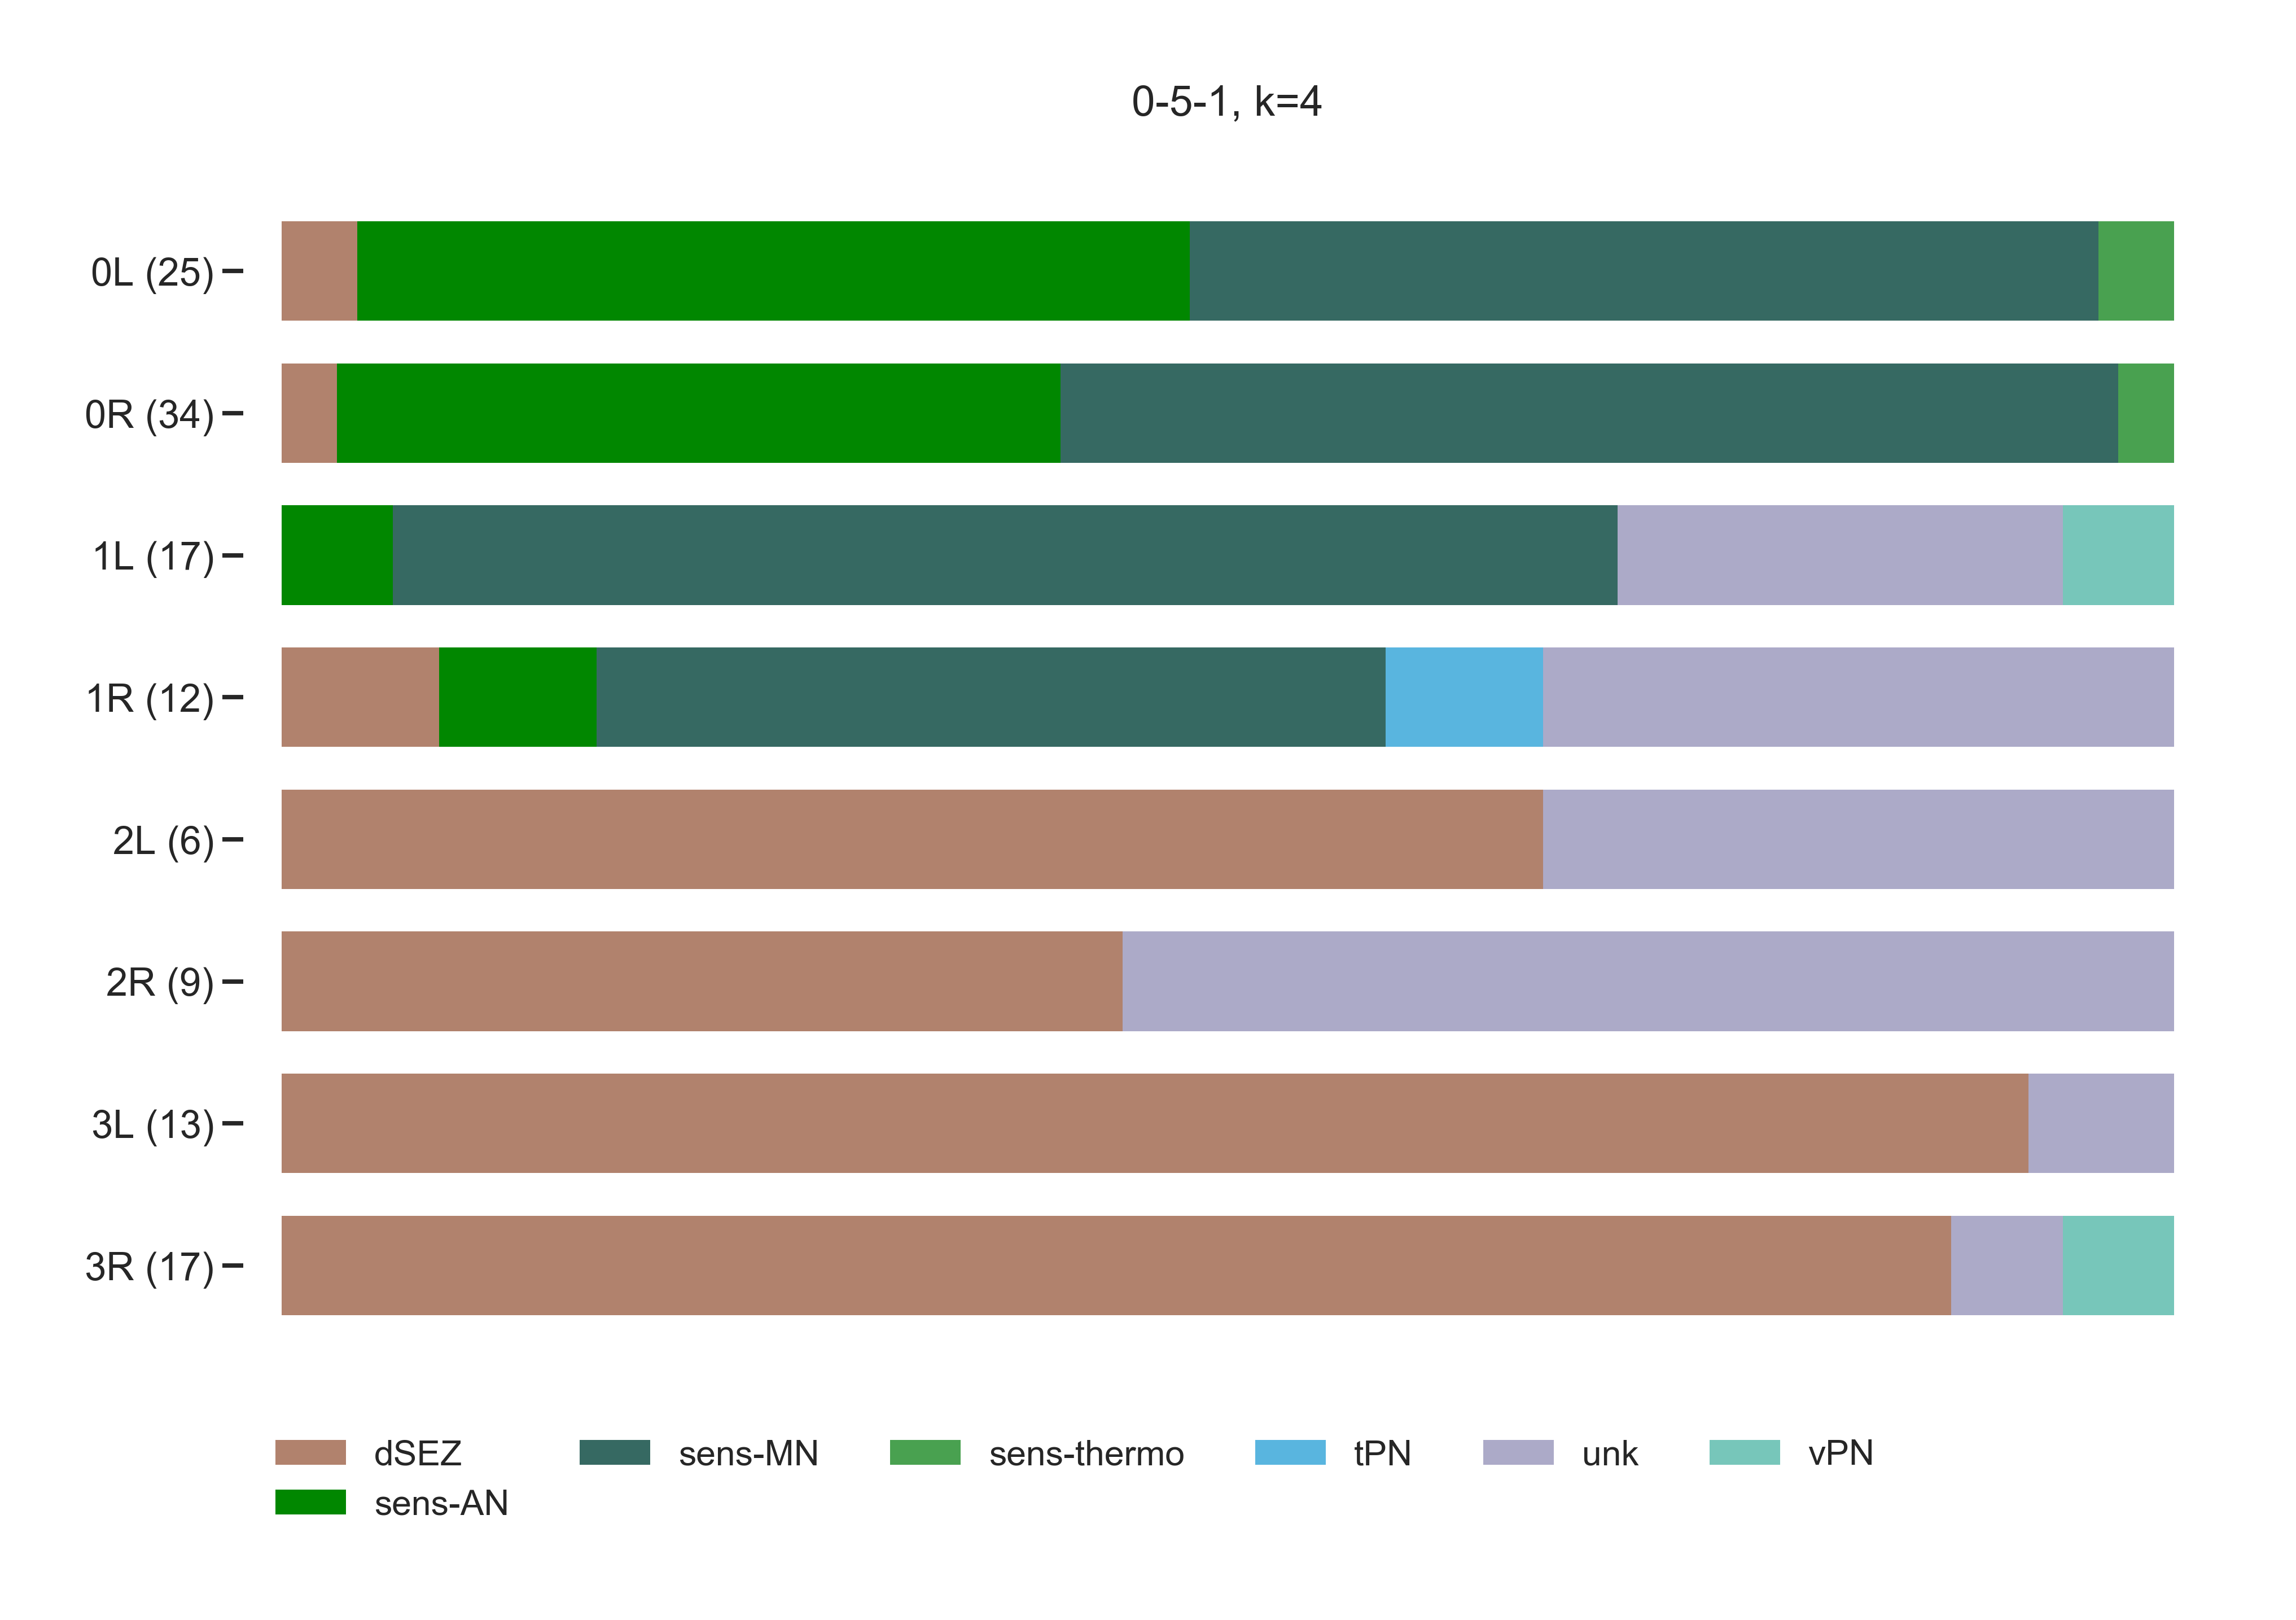 0-5-1, k=4
0L (25)
0R (34)
1L (17)
1R (12)
2L (6)
2R (9)
3L (13)
3R (17)
dSEZ sens-MN sens-thermo tPN unk vPN
sens-AN